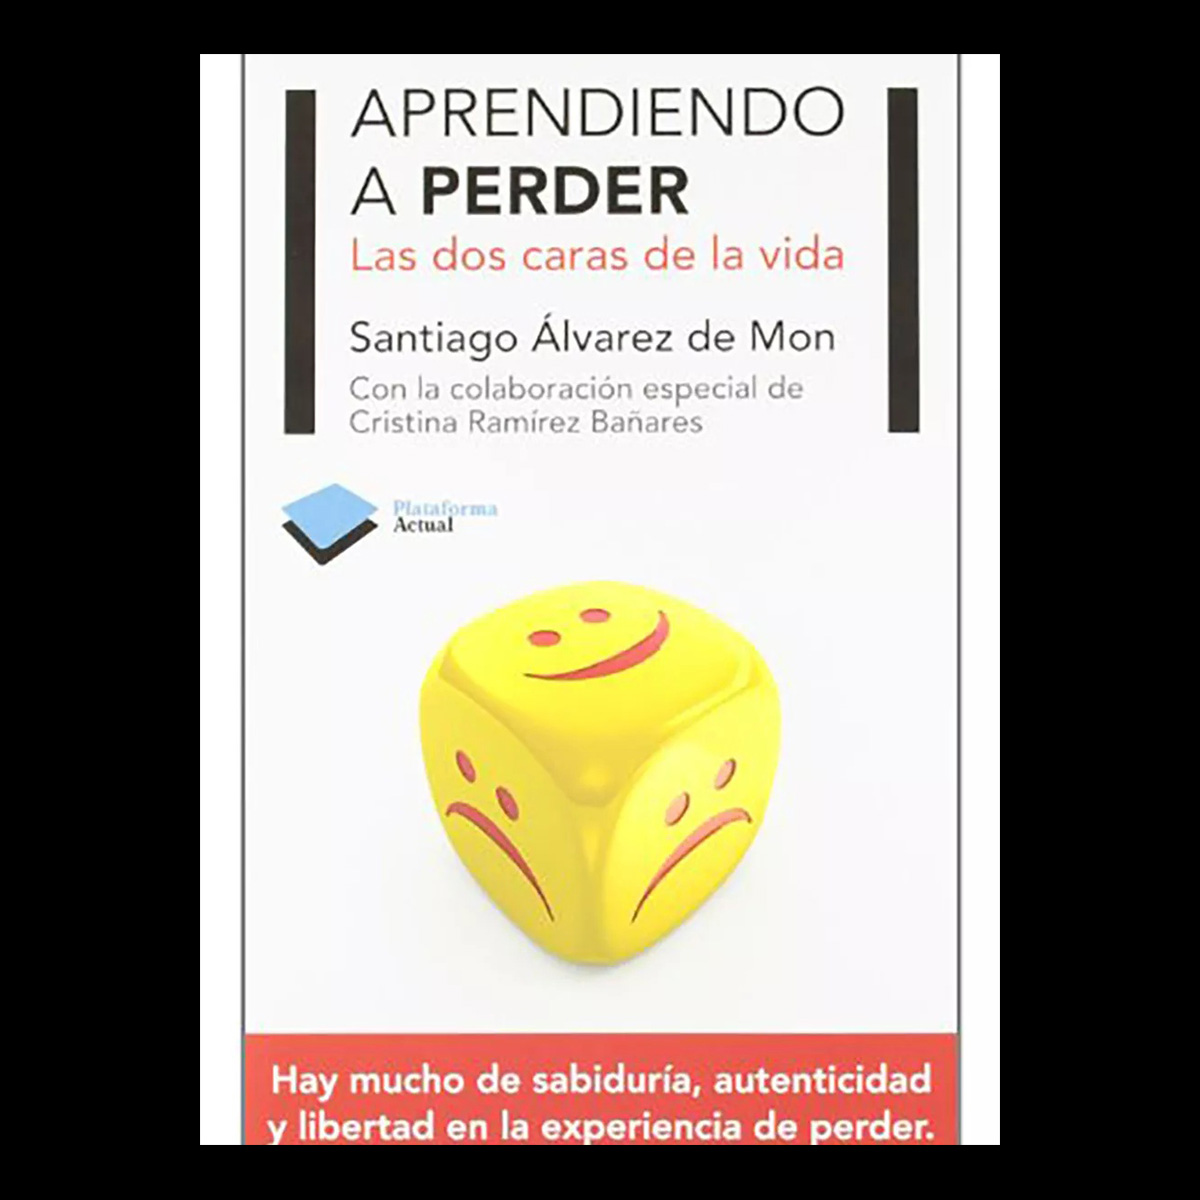 APRENDIENDO
A PERDER
Las dos caras de la vida
Santiago Álvarez de Mon
Con la colaboración especial de
Cristina Ramírez Bañares
Plataforma
Actual
Hay mucho de sabiduría, autenticidad
y libertad en la experiencia de perder.